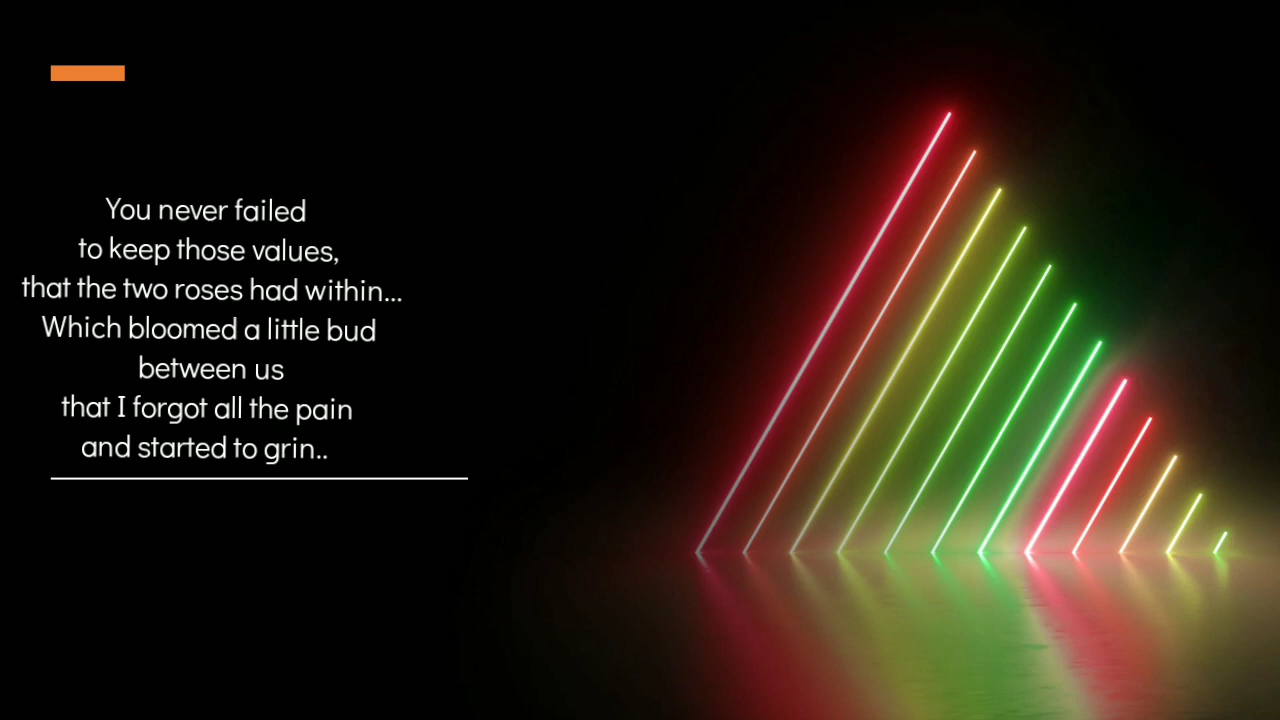 You never failed
to keep those values,
that the two roses had within...
Which bloomed a little bud
between us
that I forgot all the pain
and started to grin..